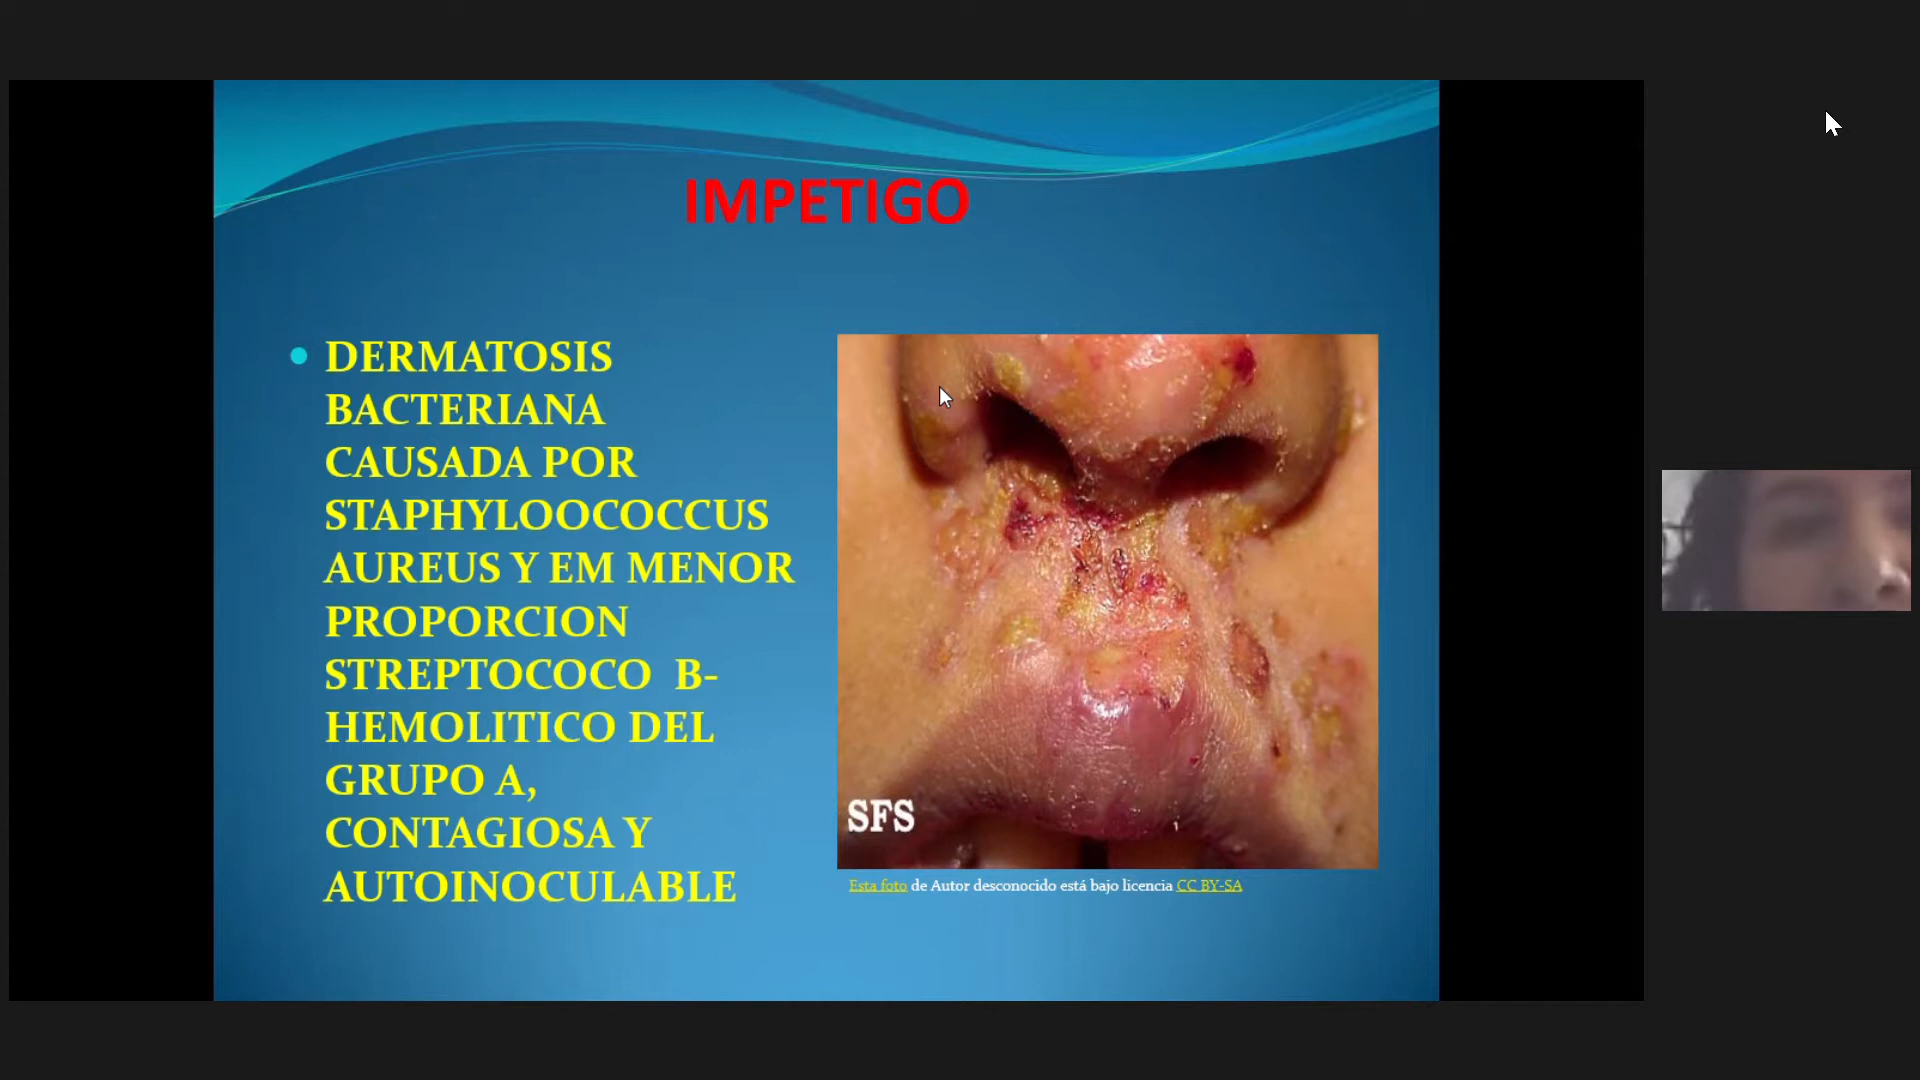 IMPETIGO
DERMATOSIS
BACTERIANA
CAUSADA POR
STAPHYLOOCOCCUS
AUREUS Y EM MENOR
PROPORCION
STREPTOCOCO B-
HEMOLITICO DEL
GRUPO A,
CONTAGIOSA Y
AUTOINOCULABLE
SFS
Esta foto de Autor desconocido está bajo licencia CC BY-SA